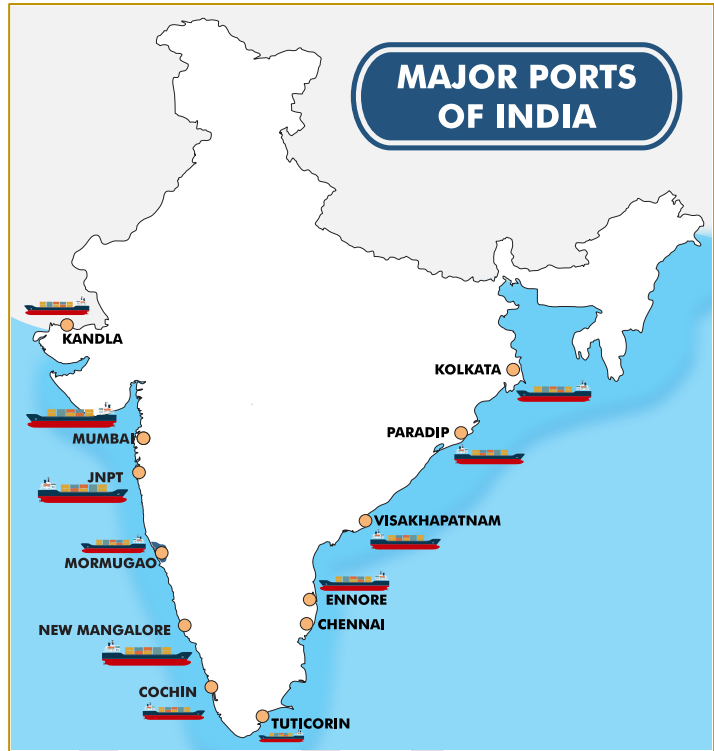 MAJOR PORTS
OF INDIA
KANDLA
KOLKATA
MUMBAI
PARADIP
JNPT
VISAKHAPATNAM
MORMUGAO
ENNORE
NEW MANGALORE
CHENNAI
COCHIN
TUTICORIN